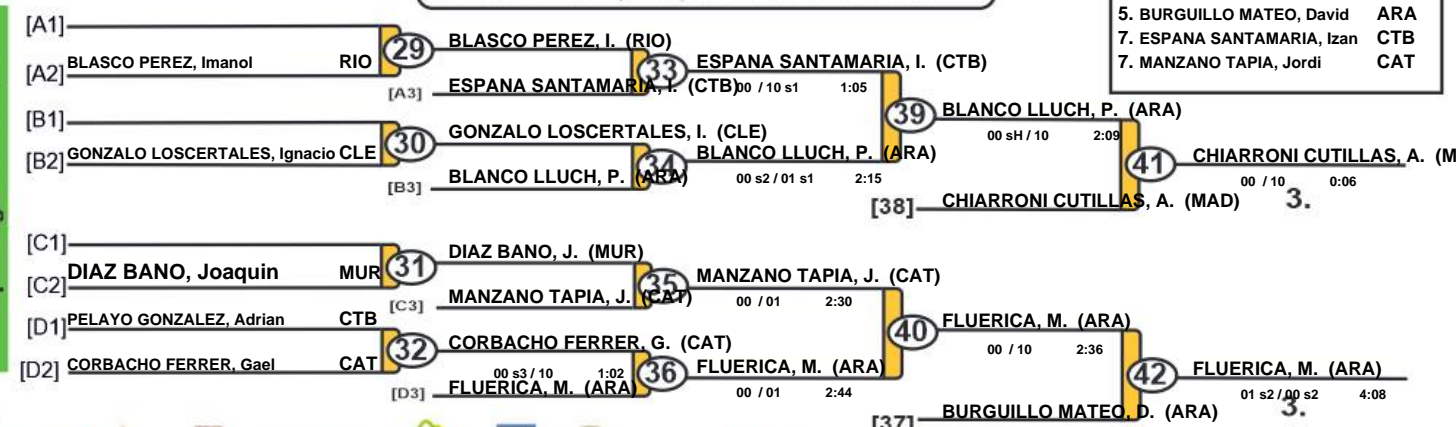 5. BURGUILLO MATEO, David ARA
7. ESPANA SANTAMARIA, Izan CTB
7. MANZANO TAPIA, Jordi CAT
[A1]
BLASCO PEREZ, Imanol RIO
[A2]
29
BLASCO PEREZ, I. (RIO)
[A3] ESPANA SANTAMARIA, I. (CTB)
33
ESPANA SANTAMARIA, I. (CTB)
00 / 10 s1 1:05
[B1]
[B2] GONZALO LOSCERTALES, Ignacio CLE
30
GONZALO LOSCERTALES, I. (CLE)
[B3] BLANCO LLUCH, P. (ARA)
34
BLANCO LLUCH, P. (ARA)
00 s2 / 01 s1 2:15
39
BLANCO LLUCH, P. (ARA)
00 sH / 10 2:09
[38] CHIARRONI CUTILLAS, A. (MAD)
41
CHIARRONI CUTILLAS, A. (M
00 / 10 0:06
3.
[C1]
[C2] DIAZ BANO, Joaquin MUR
31
DIAZ BANO, J. (MUR)
[C3] MANZANO TAPIA, J. (CAT)
35
MANZANO TAPIA, J. (CAT)
00 / 01 2:30
[D1] PELAYO GONZALEZ, Adrian CTB
[D2] CORBACHO FERRER, Gael CAT
32
CORBACHO FERRER, G. (CAT)
00 s3 / 10 1:02
[D3] FLUERICA, M. (ARA)
36
FLUERICA, M. (ARA)
00 / 01 2:44
40
FLUERICA, M. (ARA)
00 / 10 2:36
[37] BURGUILLO MATEO, D. (ARA)
42
FLUERICA, M. (ARA)
01 s2 / 00 s2 4:08
3.